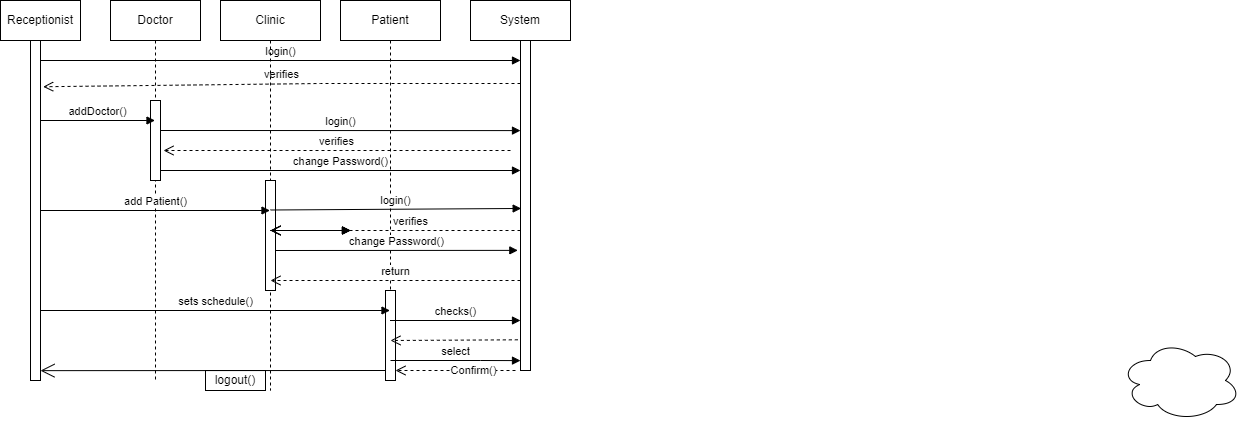 Receptionist
Doctor
Clinic
Patient
System
login()
verifies
addDoctor()
login()
verifies
change Password()
add Patient()
login()
verifies
change Password()
return
sets schedule()
checks()
select
Confirm()
logout()